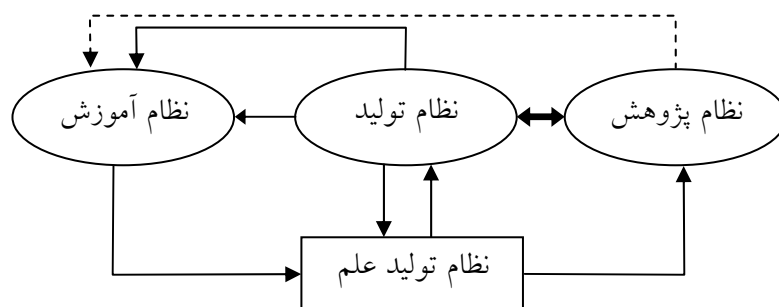 نظام پژوهش
نظام تولید
نظام آموزش
نظام تولید علم